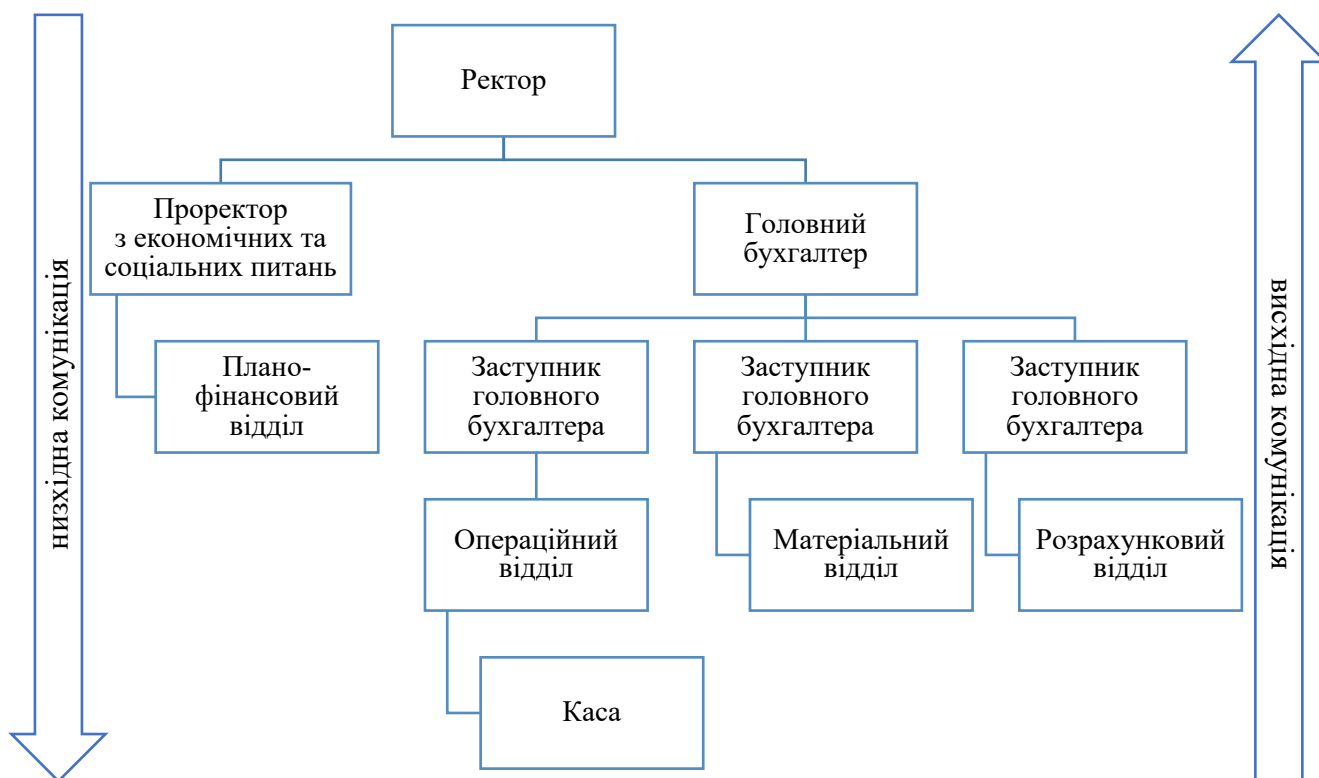 Ректор
Проректор
з економічних та
соціальних питань
Головний
бухгалтер
Плано-
фінансовий
відділ
Заступник
головного
бухгалтера
Заступник
головного
бухгалтера
Заступник
головного
бухгалтера
Операційний
відділ
Матеріальний
відділ
Розрахунковий
відділ
Каса
низхідна комунікація
висхідна комунікація